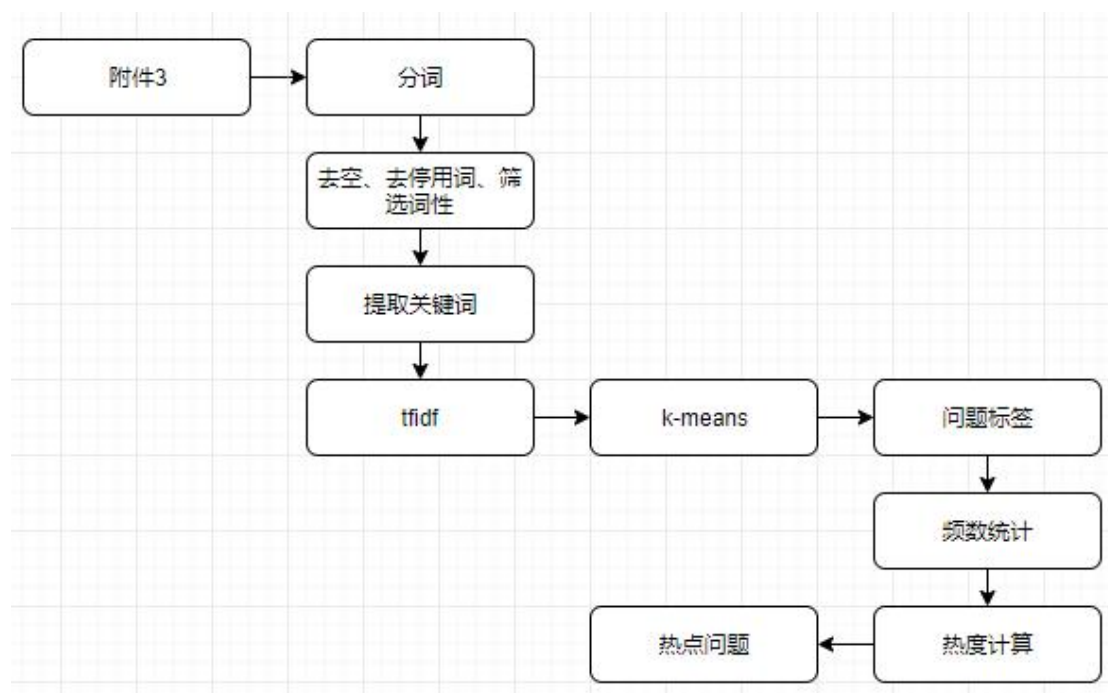 附件3
分词
去空、去停用词、筛
选词性
提取关键词
tfidf
k-means
问题标签
频数统计
热点问题
热度计算